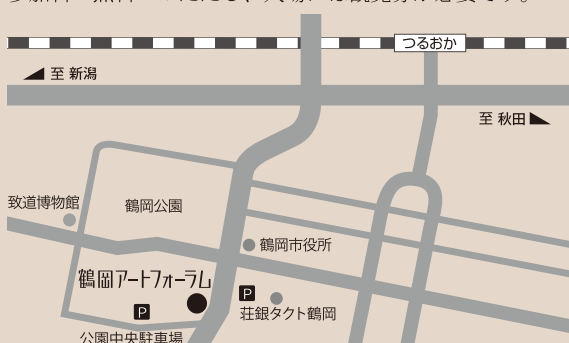 つるおか
至 新潟
至 秋田
致道博物館
鶴岡公園
鶴岡市役所
鶴岡アートフォーラム
P
P
荘銀タクト鶴岡
公園中央駐車場